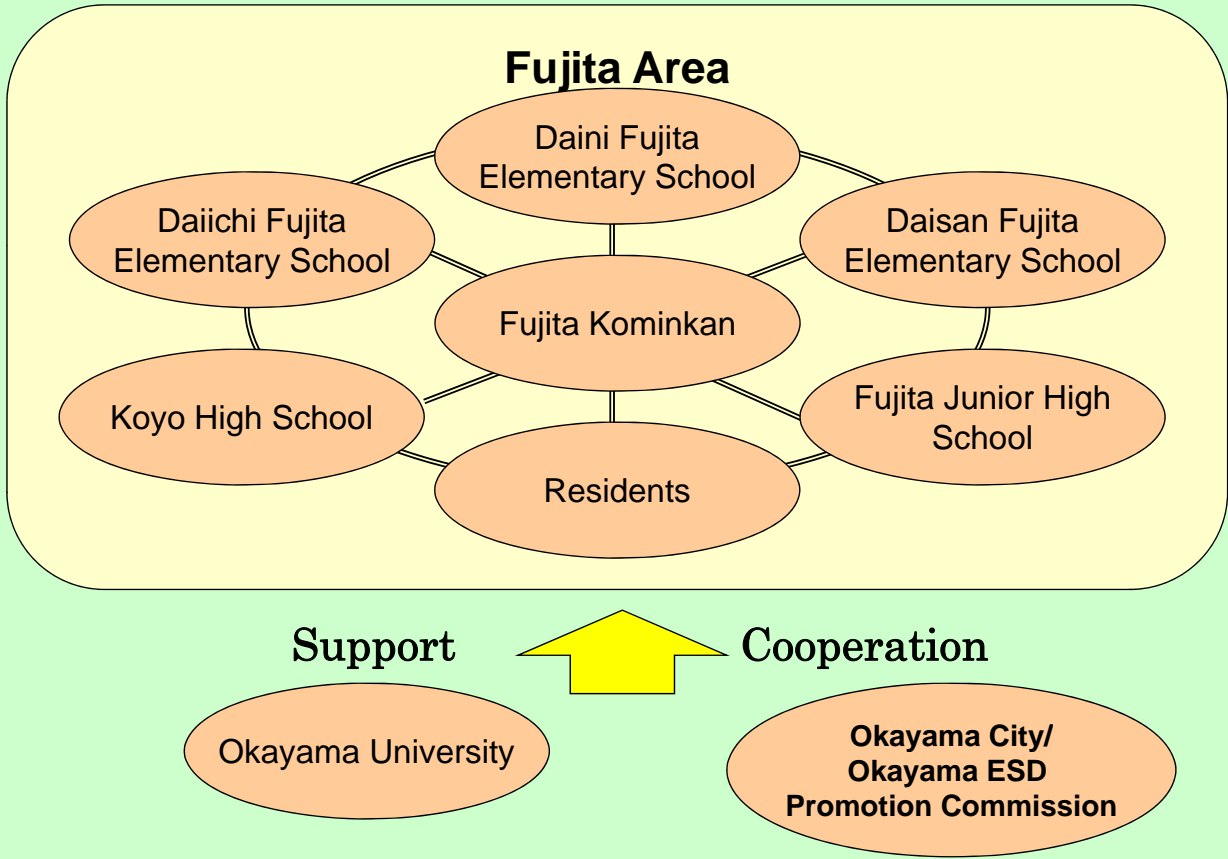 Fujita Area
Daini Fujita
Elementary School
Daiichi Fujita
Elementary School
Daisan Fujita
Elementary School
Fujita Kominkan
Koyo High School
Fujita Junior High
School
Residents
Support
Cooperation
Okayama University
Okayama City/
Okayama ESD
Promotion Commission